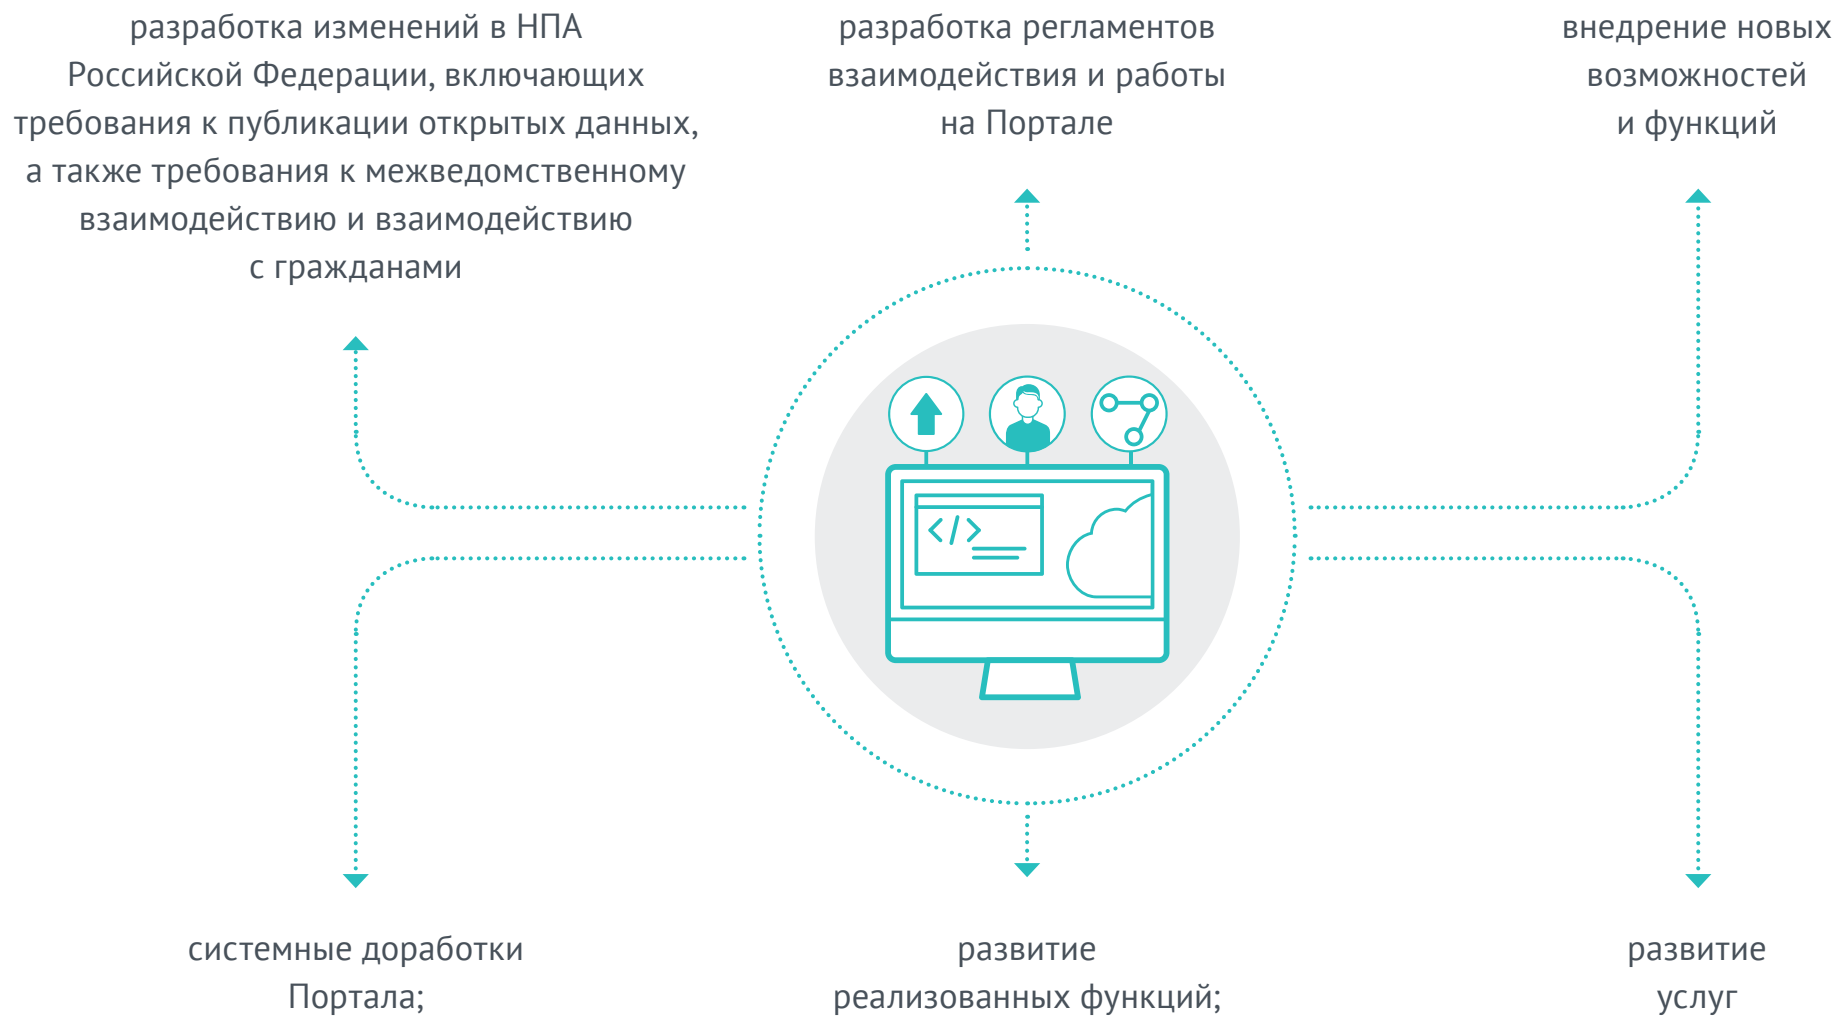 разработка изменений в НПА
Российской Федерации, включающих
требования к публикации открытых данных,
а также требования к межведомственному
взаимодействию и взаимодействию
с гражданами
разработка регламентов
взаимодействия и работы
на Портале
внедрение новых
возможностей
и функций
</>
системные доработки
Портала;
развитие
реализованных функций;
развитие
услуг